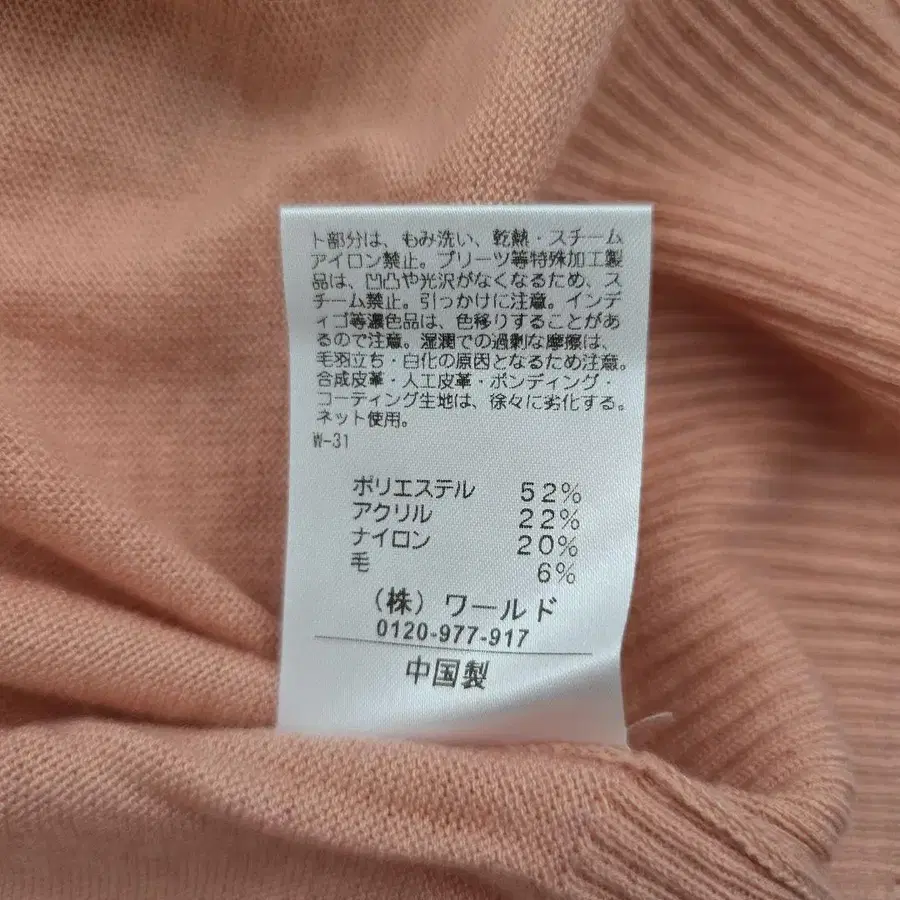 ト部分は、もみ洗い、乾熱・スチーム
アイロン禁止。プリーツ等特殊加工製
品は、凹凸や光沢がなくなるため、ス
チーム禁止。引っかけに注意。インデ
ィゴ等濃色品は、色移りすることがあ
るので注意。湿潤での過剰な摩擦は、
毛羽立ち・白化の原因となるため注意。
合成皮革・人工皮革・ボンディング・
コーティング生地は、徐々に劣化する。
ネット使用。
W-31
ポリエステル 52%
アクリル 22%
ナイロン 20%
毛 6%
(株)ワールド
0120-977-917
中国製